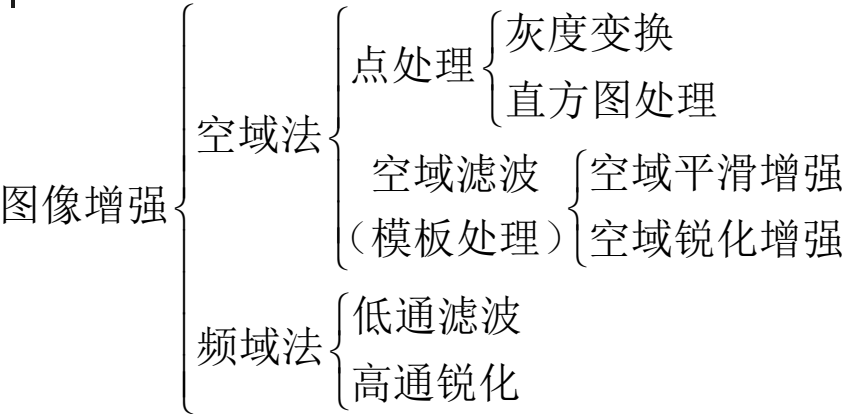 图像增强
空域法
点处理
灰度变换
直方图处理
空域滤波
（模板处理）
空域平滑增强
空域锐化增强
频域法
低通滤波
高通锐化